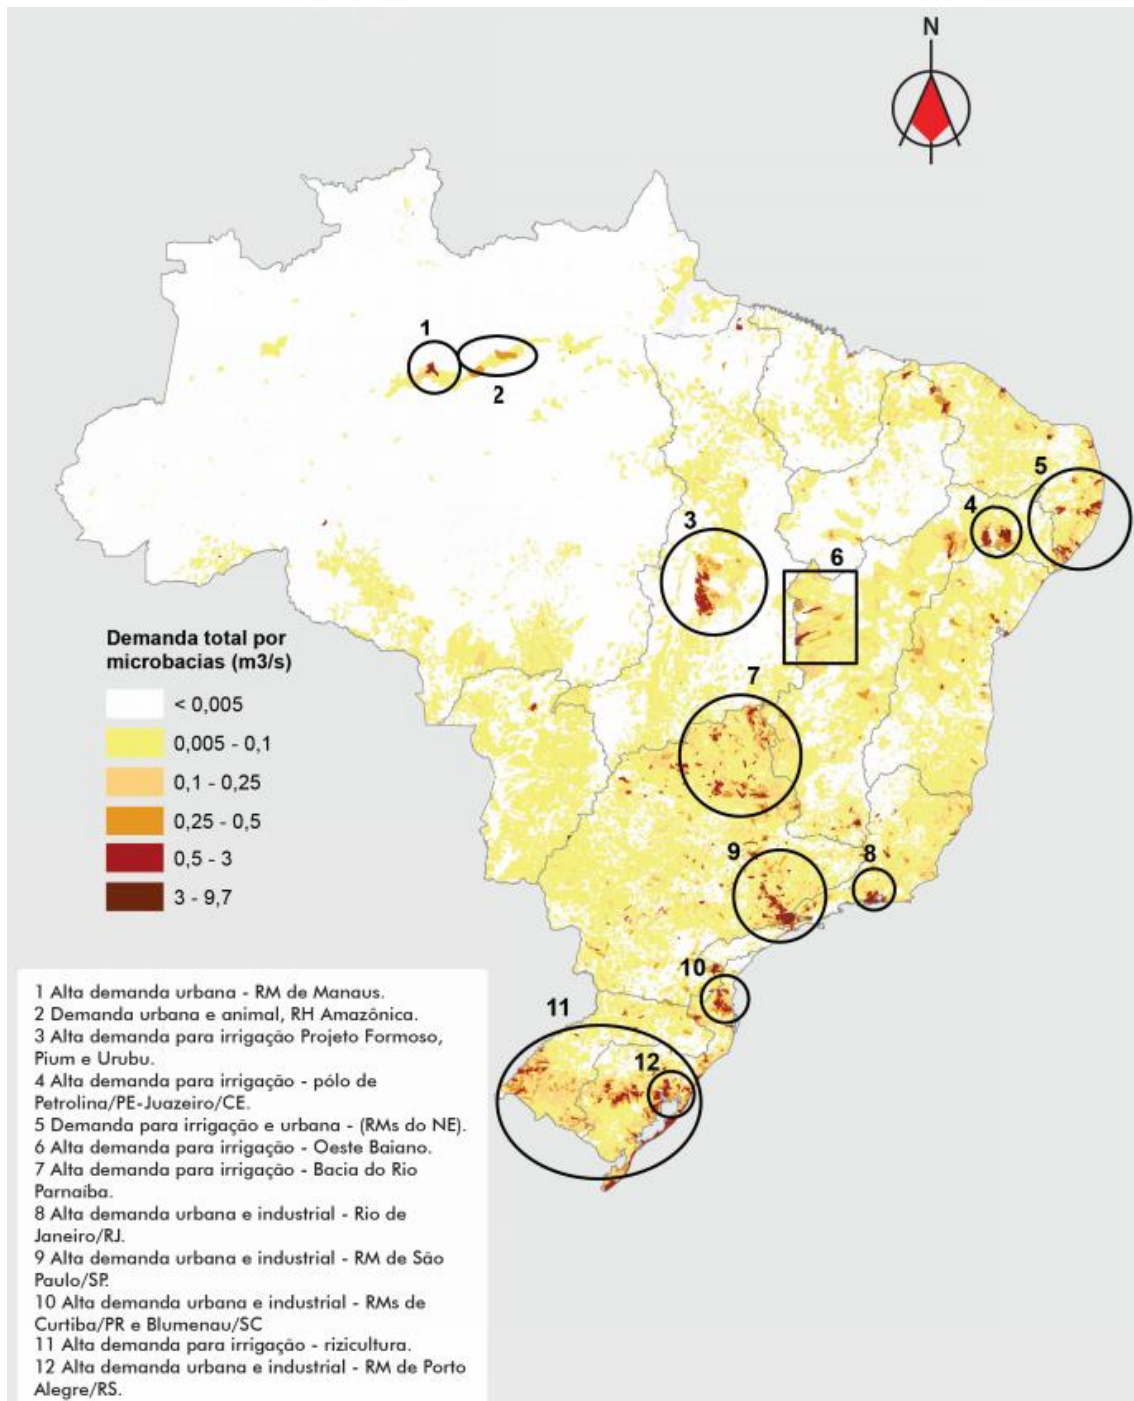 N
1
2
3
4
5
6
7
8
9
10
11
12
Demanda total por
microbacias (m3/s)
< 0,005
0,005 - 0,1
0,1 - 0,25
0,25 - 0,5
0,5 - 3
3 - 9,7
1 Alta demanda urbana - RM de Manaus.
2 Demanda urbana e animal, RH Amazônica.
3 Alta demanda para irrigação Projeto Formoso,
Pium e Urubu.
4 Alta demanda para irrigação - pólo de
Petrolina/PE-Juazeiro/CE.
5 Demanda para irrigação e urbana - (RMs do NE).
6 Alta demanda para irrigação - Oeste Baiano.
7 Alta demanda para irrigação - Bacia do Rio
Parnaíba.
8 Alta demanda urbana e industrial - Rio de
Janeiro/RJ.
9 Alta demanda urbana e industrial - RM de São
Paulo/SP.
10 Alta demanda urbana e industrial - RMs de
Curtiba/PR e Blumenau/SC
11 Alta demanda para irrigação - rizicultura.
12 Alta demanda urbana e industrial - RM de Porto
Alegre/RS.